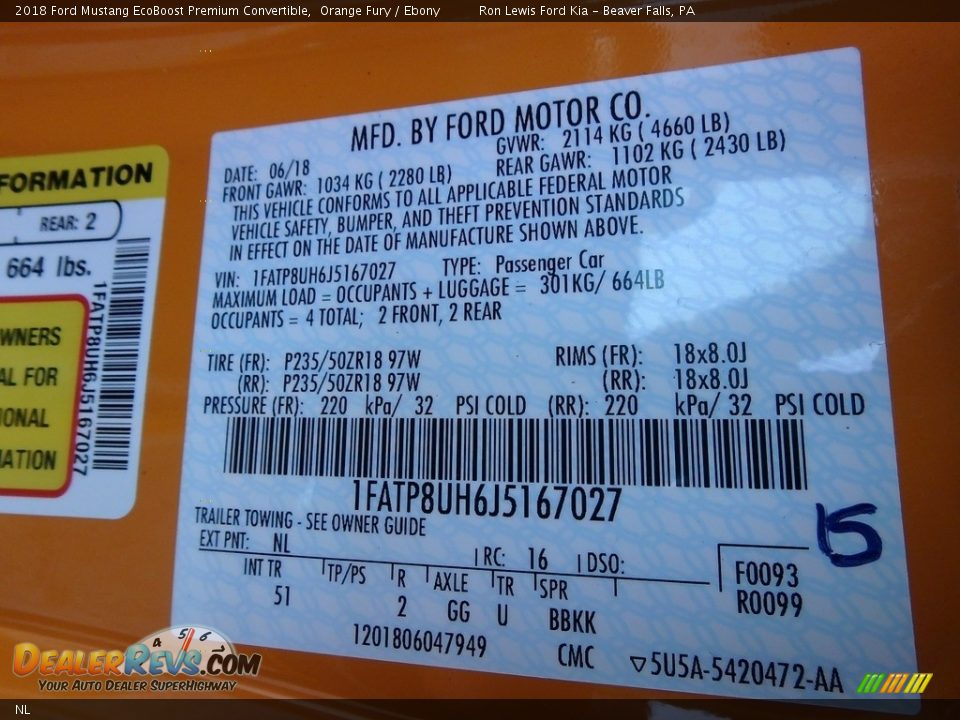 2018 Ford Mustang EcoBoost Premium Convertible, Orange Fury / Ebony Ron Lewis Ford Kia - Beaver Falls, PA
FORMATION
REAR: 2
664 lbs.
1FATP8UH6J5167027
WNERS
AL FOR
IONAL
MATION
MFD. BY FORD MOTOR CO.
DATE: 06/18 GVWR: 2114 KG ( 4660 LB)
FRONT GAWR: 1034 KG ( 2280 LB) REAR GAWR: 1102 KG ( 2430 LB)
THIS VEHICLE CONFORMS TO ALL APPLICABLE FEDERAL MOTOR
VEHICLE SAFETY, BUMPER, AND THEFT PREVENTION STANDARDS
IN EFFECT ON THE DATE OF MANUFACTURE SHOWN ABOVE.
VIN: 1FATP8UH6J5167027 TYPE: Passenger Car
MAXIMUM LOAD = OCCUPANTS + LUGGAGE = 301KG/ 664LB
OCCUPANTS = 4 TOTAL; 2 FRONT, 2 REAR
TIRE (FR): P235/50ZR18 97W RIMS (FR): 18x8.0J
(RR): P235/50ZR18 97W (RR): 18x8.0J
PRESSURE (FR): 220 kPa/ 32 PSI COLD (RR): 220 kPa/ 32 PSI COLD
1FATP8UH6J5167027
TRAILER TOWING - SEE OWNER GUIDE
EXT PNT: NL RC: 16 DSO:
INT TR TP/PS R AXLE TR SPR
51 2 GG U BBKK
F0093
R0099
15
1201806047949 CMC ▽5U5A-5420472-AA
4 5 6
DEALERREVS.COM
Your Auto Dealer SuperHighway
NL